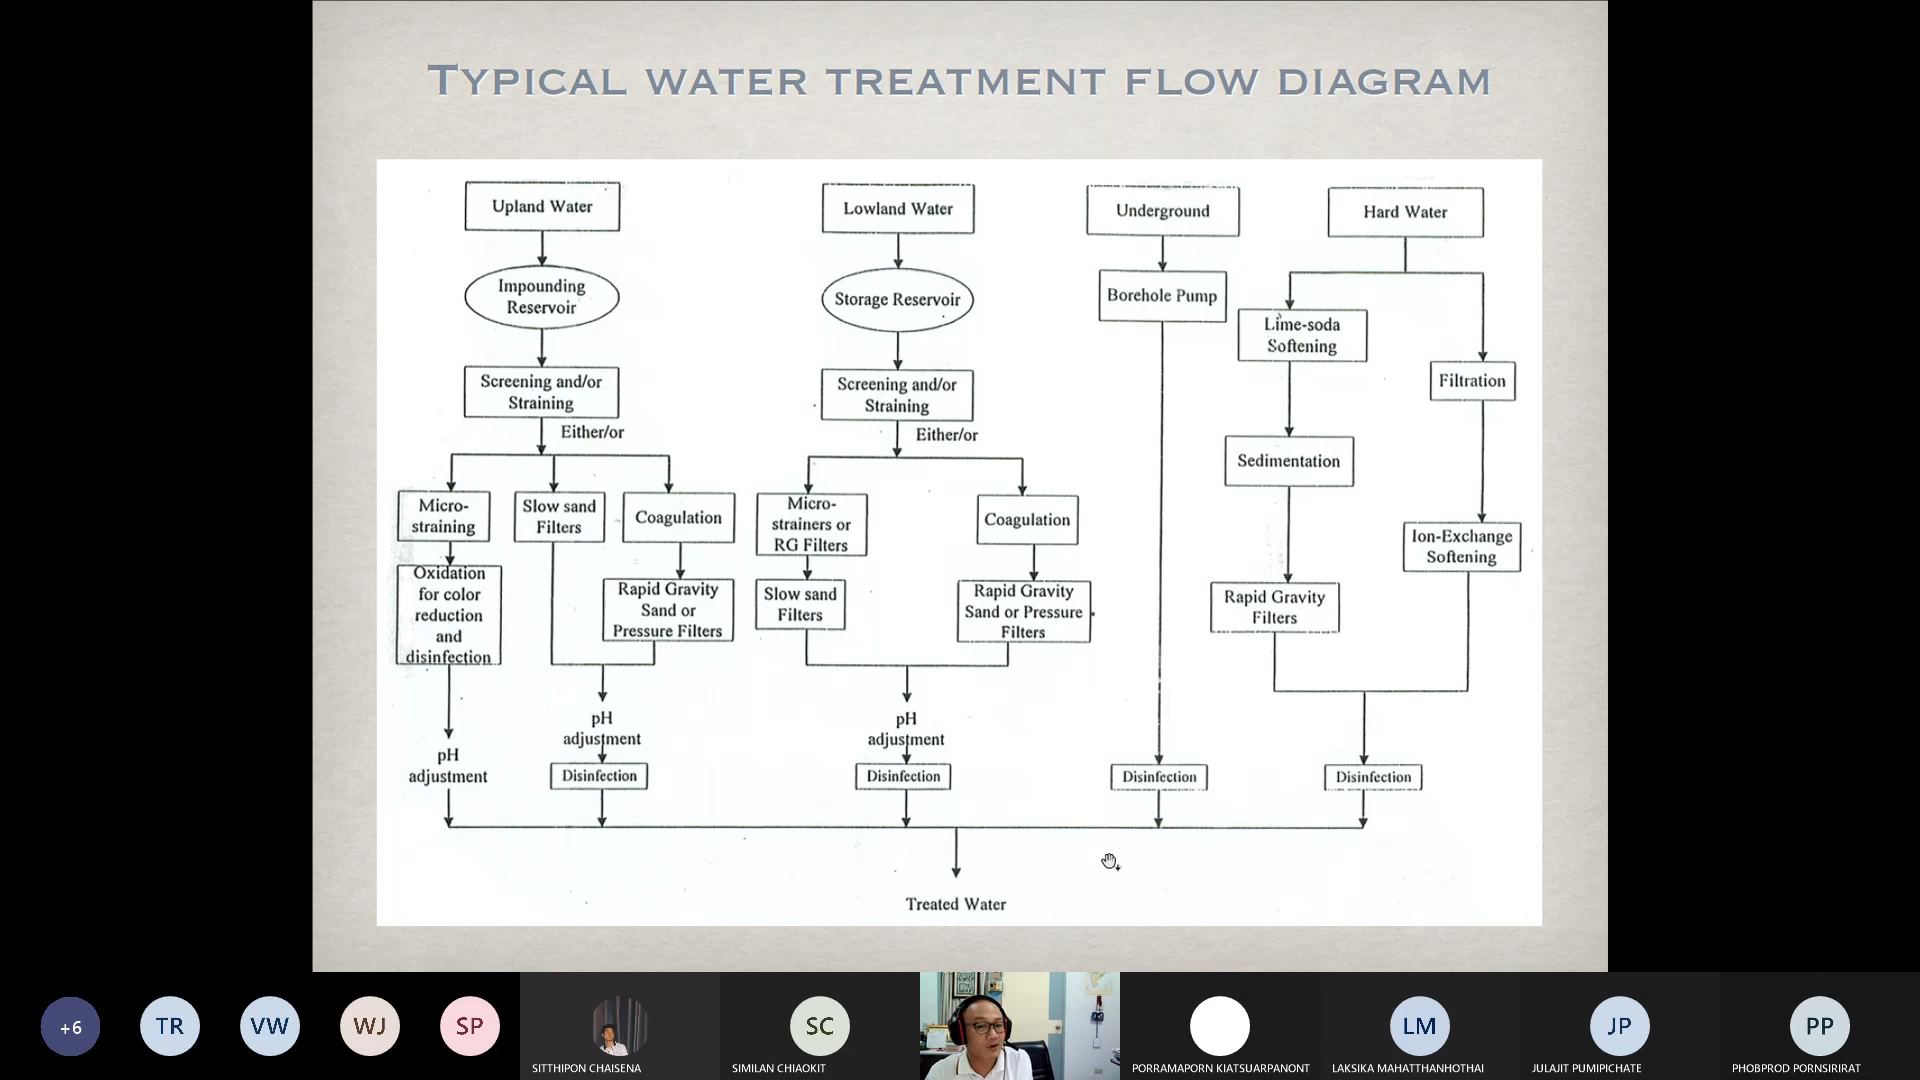 TYPICAL WATER TREATMENT FLOW DIAGRAM
Upland Water
Impounding
Reservoir
Screening and/or
Straining
Either/or
Micro-
straining
Oxidation
for color
reduction
and
disinfection
pH
adjustment
Slow sand
Filters
Coagulation
Rapid Gravity
Sand or
Pressure Filters
pH
adjustment
Disinfection
Lowland Water
Storage Reservoir
Screening and/or
Straining
Either/or
Micro-
strainers or
RG Filters
Slow sand
Filters
Coagulation
Rapid Gravity
Sand or Pressure
Filters
pH
adjustment
Disinfection
Underground
Borehole Pump
Disinfection
Hard Water
Lime-soda
Softening
Sedimentation
Rapid Gravity
Filters
Filtration
Ion-Exchange
Softening
Disinfection
Treated Water
+6
TR
VW
WJ
SP
SITTHIPON CHAISENA
SC
SIMILAN CHIAOKIT
PORRAMAPORN KIATSUARPANONT
LM
LAKSIKA MAHATTHANHOTHAI
JP
JULAJIT PUMIPICHATE
PP
PHOBPROD PORNSIRIRAT